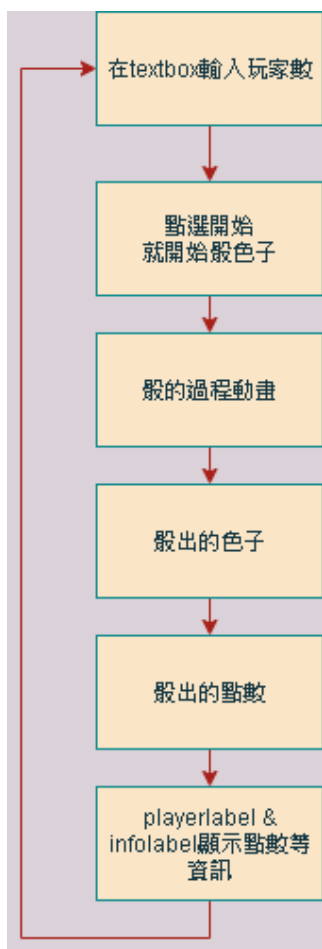 在textbox輸入玩家數
點選開始
就開始骰色子
骰的過程動畫
骰出的色子
骰出的點數
playerlabel &
infolabel顯示點數等
資訊